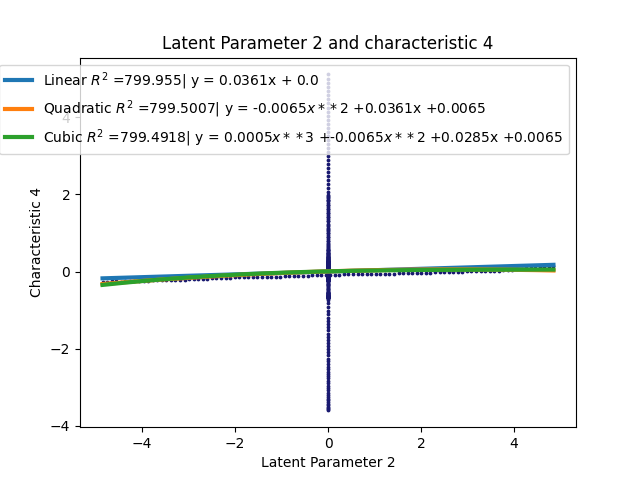 Latent Parameter 2 and characteristic 4
Linear R² =799.955| y = 0.0361x + 0.0
Quadratic R² =799.5007| y = -0.0065x**2 +0.0361x +0.0065
Cubic R² =799.4918| y = 0.0005x**3 +-0.0065x**2 +0.0285x +0.0065
Characteristic 4
4
2
0
−2
−4
−4 −2 0 2 4
Latent Parameter 2